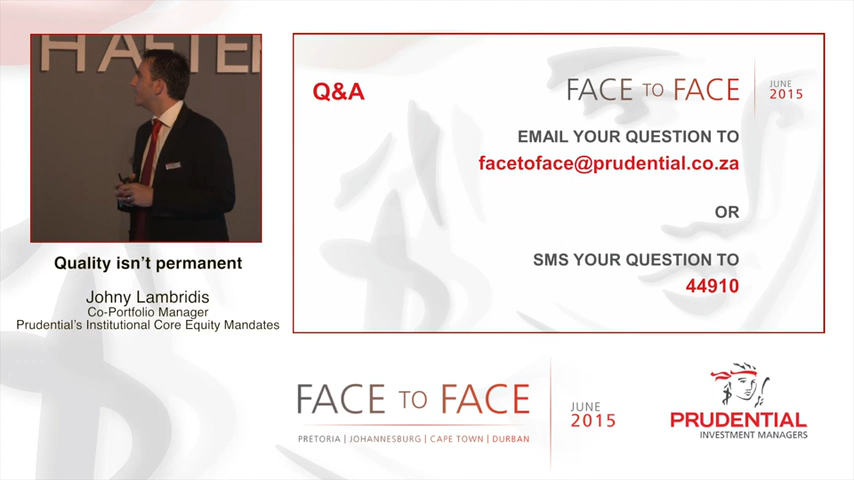 Q&A
FACE TO FACE
JUNE
2015
EMAIL YOUR QUESTION TO
facetoface@prudential.co.za
OR
SMS YOUR QUESTION TO
44910
Quality isn't permanent
Johny Lambridis
Co-Portfolio Manager
Prudential's Institutional Core Equity Mandates
FACE TO FACE
JUNE
2015
PRETORIA | JOHANNESBURG | CAPE TOWN | DURBAN
PRUDENTIAL
INVESTMENT MANAGERS